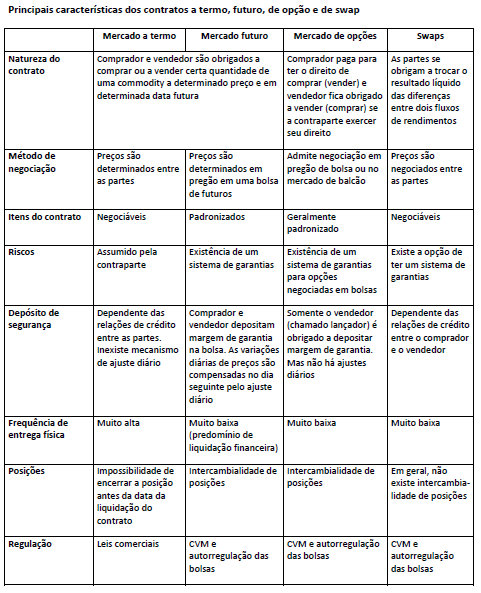 Principais características dos contratos a termo, futuro, de opção e de swap
Mercado a termo
Mercado futuro
Mercado de opções
Swaps
Natureza do
contrato
Comprador e vendedor são obrigados a
comprar ou a vender certa quantidade de
uma commodity a determinado preço e em
determinada data futura
Comprador paga para
ter o direito de
comprar (vender) e
vendedor fica obrigado
a vender (comprar) se
a contraparte exercer
seu direito
As partes se
obrigam a trocar o
resultado líquido
das diferenças
entre dois fluxos
de rendimentos
Método de
negociação
Preços são
determinados entre
as partes
Preços são
determinados em
pregão em uma bolsa
de futuros
Admite negociação em
pregão de bolsa ou no
mercado de balcão
Preços são
negociados entre
as partes
Itens do contrato
Negociáveis
Padronizados
Geralmente
padronizado
Negociáveis
Riscos
Assumido pela
contraparte
Existência de um
sistema de garantias
Existência de um
sistema de garantias
para opções
negociadas em bolsas
Existe a opção de
ter um sistema de
garantias
Depósito de
segurança
Dependente das
relações de crédito
entre as partes.
Inexiste mecanismo
de ajuste diário
Comprador e
vendedor depositam
margem de garantia
na bolsa. As variações
diárias de preços são
compensadas no dia
seguinte pelo ajuste
diário
Somente o vendedor
(chamado lançador) é
obrigado a depositar
margem de garantia.
Mas não há ajustes
diários
Dependente das
relações de crédito
entre o comprador
e o vendedor
Frequência de
entrega física
Muito alta
Muito baixa
(predomínio de
liquidação financeira)
Muito baixa
Muito baixa
Posições
Impossibilidade de
encerrar a posição
antes da data da
liquidação do
contrato
Intercambialidade de
posições
Intercambialidade de
posições
Em geral, não
existe intercambia-
lidade de posições
Regulação
Leis comerciais
CVM e
autorregulação das
bolsas
CVM e autorregulação
das bolsas
CVM e
autorregulação
das bolsas